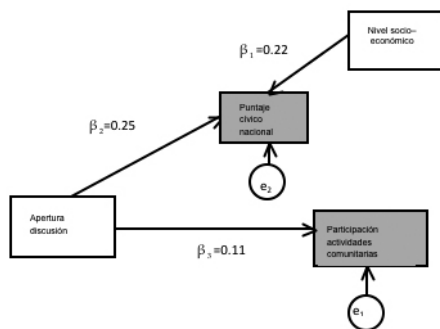 Nivel socio–
económico
β₁=0.22
Puntaje
cívico
nacional
β₂=0.25
e₂
Apertura
discusión
Participación
actividades
comunitarias
β₃=0.11
e₁